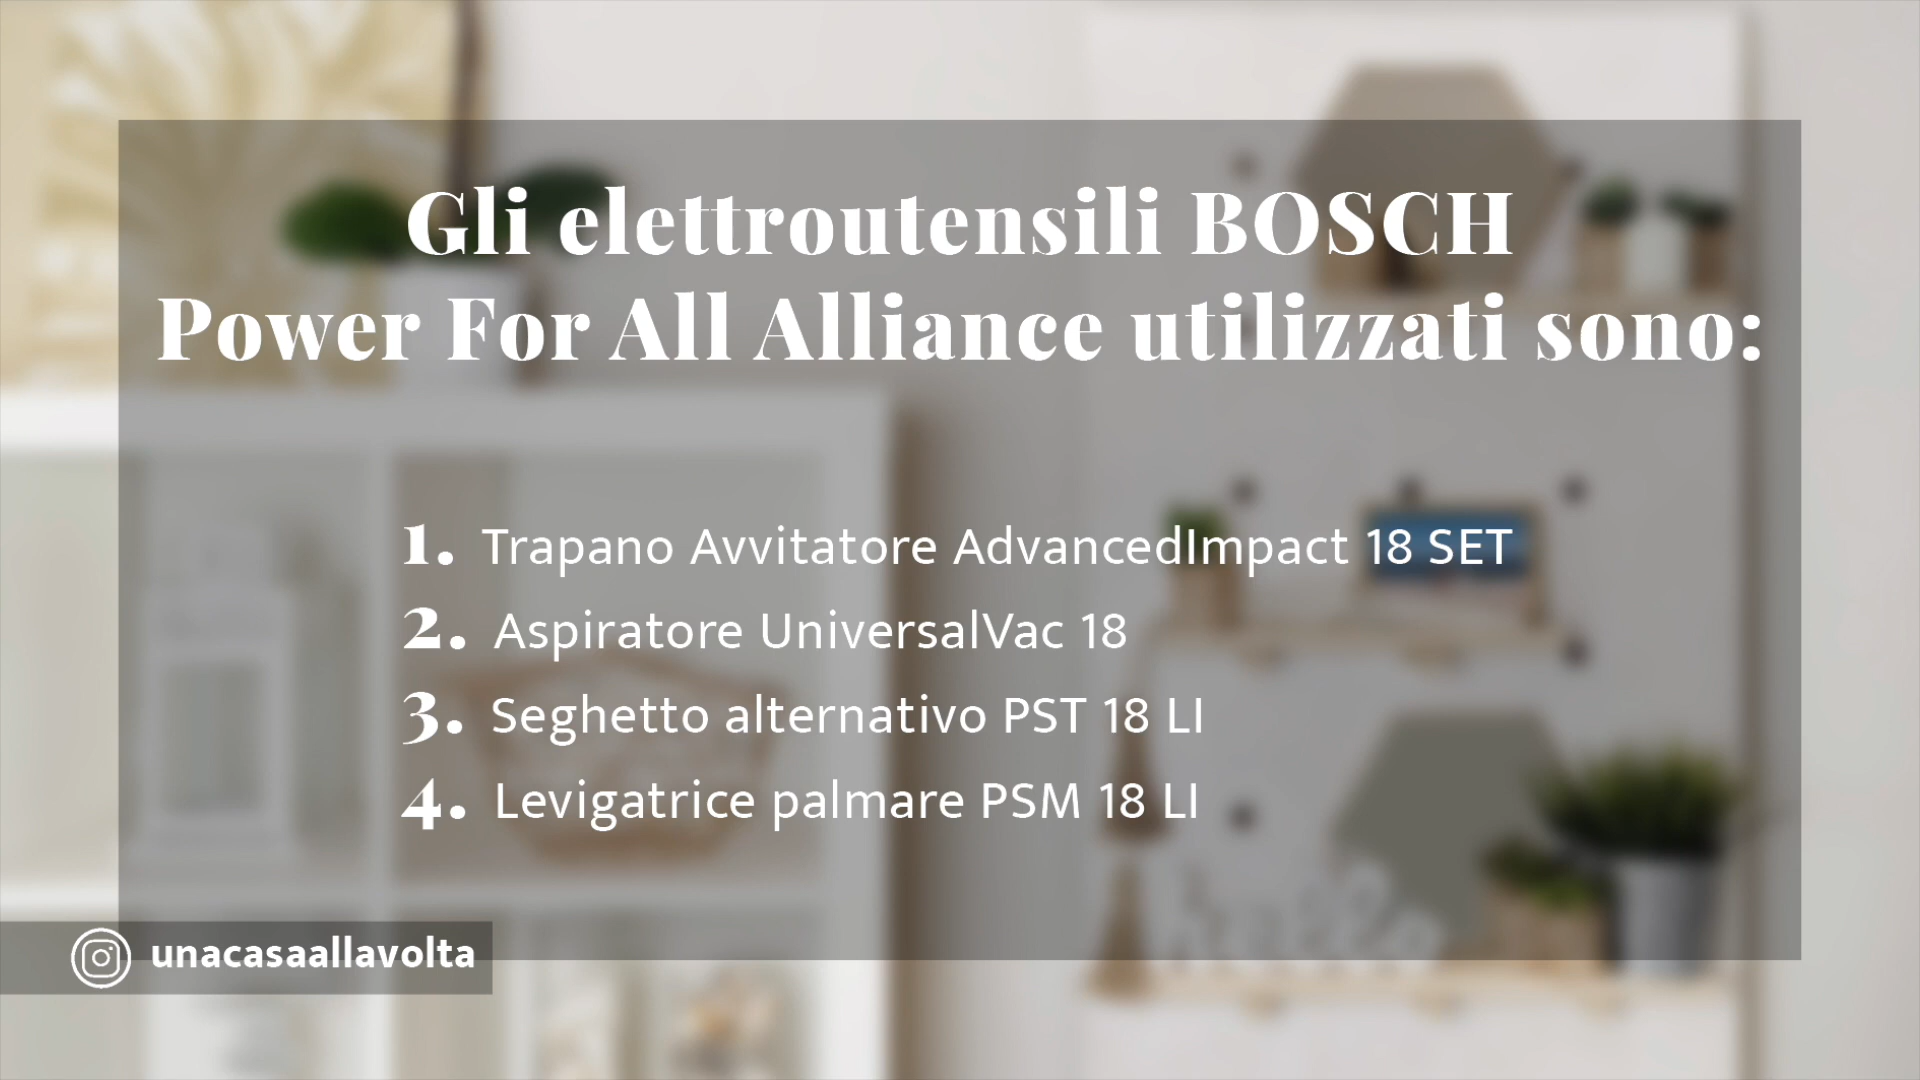 Gli elettroutensili BOSCH
Power For All Alliance utilizzati sono:
1. Trapano Avvitatore AdvancedImpact 18 SET
2. Aspiratore UniversalVac 18
3. Seghetto alternativo PST 18 LI
4. Levigatrice palmare PSM 18 LI
hello
unacasaallavolta